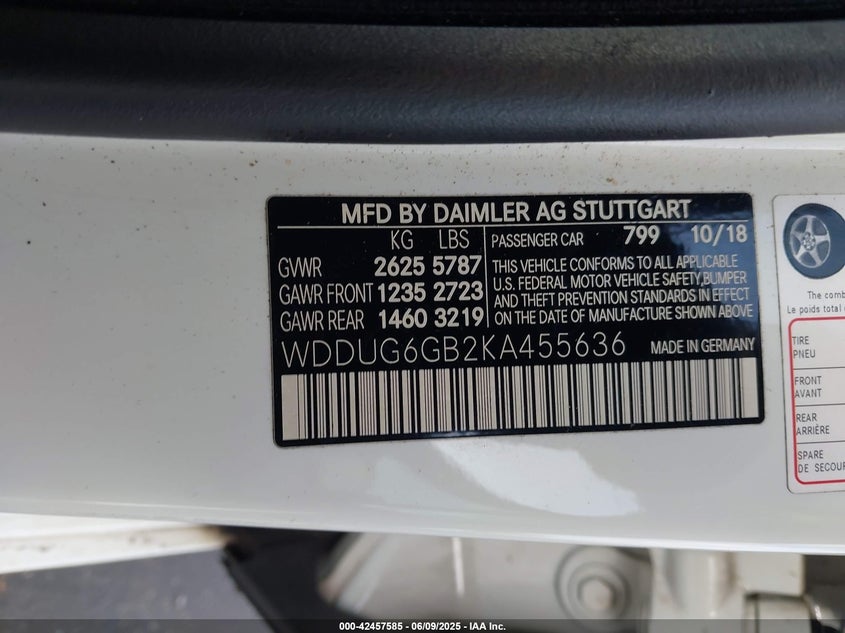 MFD BY DAIMLER AG STUTTGART
KG LBS
GVWR 2625 5787
GAWR FRONT 1235 2723
GAWR REAR 1460 3219
PASSENGER CAR 799 10/18
THIS VEHICLE CONFORMS TO ALL APPLICABLE
U.S. FEDERAL MOTOR VEHICLE SAFETY,BUMPER
AND THEFT PREVENTION STANDARDS IN EFFECT
ON THE DATE OF MANUFACTURE SHOWN ABOVE
WDDUG6GB2KA455636 MADE IN GERMANY
The comb
Le poids total
TIRE
PNEU
FRONT
AVANT
REAR
ARRIÈRE
SPARE
DE SECOU
000-42457585 - 06/09/2025 - IAA Inc.